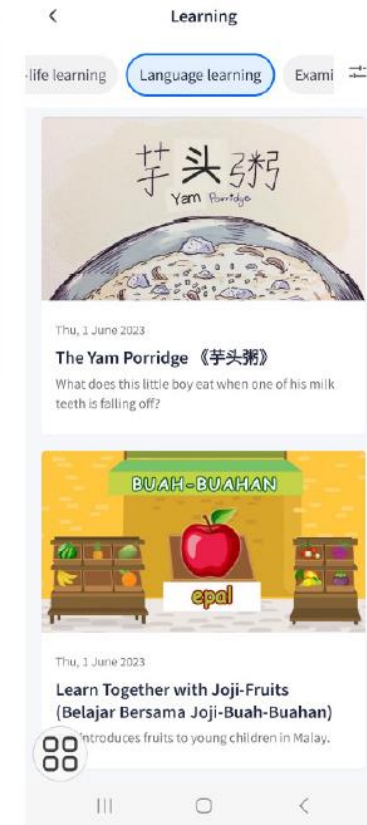 Learning
life learning
Language learning
Exami
芋头粥
Yam Porridge
Thu, 1 June 2023
The Yam Porridge 《芋头粥》
What does this little boy eat when one of his milk
teeth is falling off?
BUAH-BUAHAN
epal
Thu, 1 June 2023
Learn Together with Joji-Fruits
(Belajar Bersama Joji-Buah-Buahan)
introduces fruits to young children in Malay.